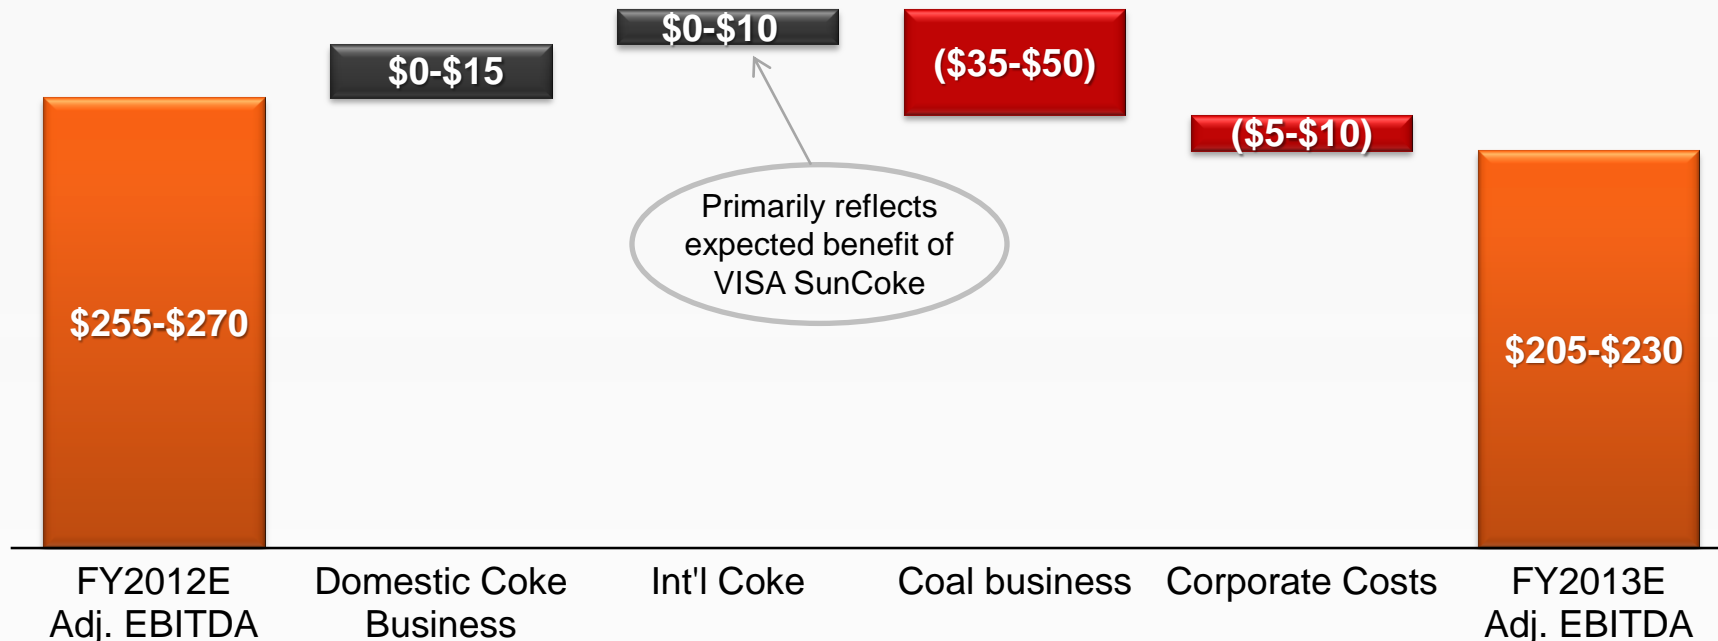 $0-$10
$0-$15
($35-$50)
($5-$10)
Primarily reflects
expected benefit of
VISA SunCoke
$255-$270
$205-$230
FY2012E
Adj. EBITDA
Domestic Coke
Business
Int'l Coke
Coal business
Corporate Costs
FY2013E
Adj. EBITDA